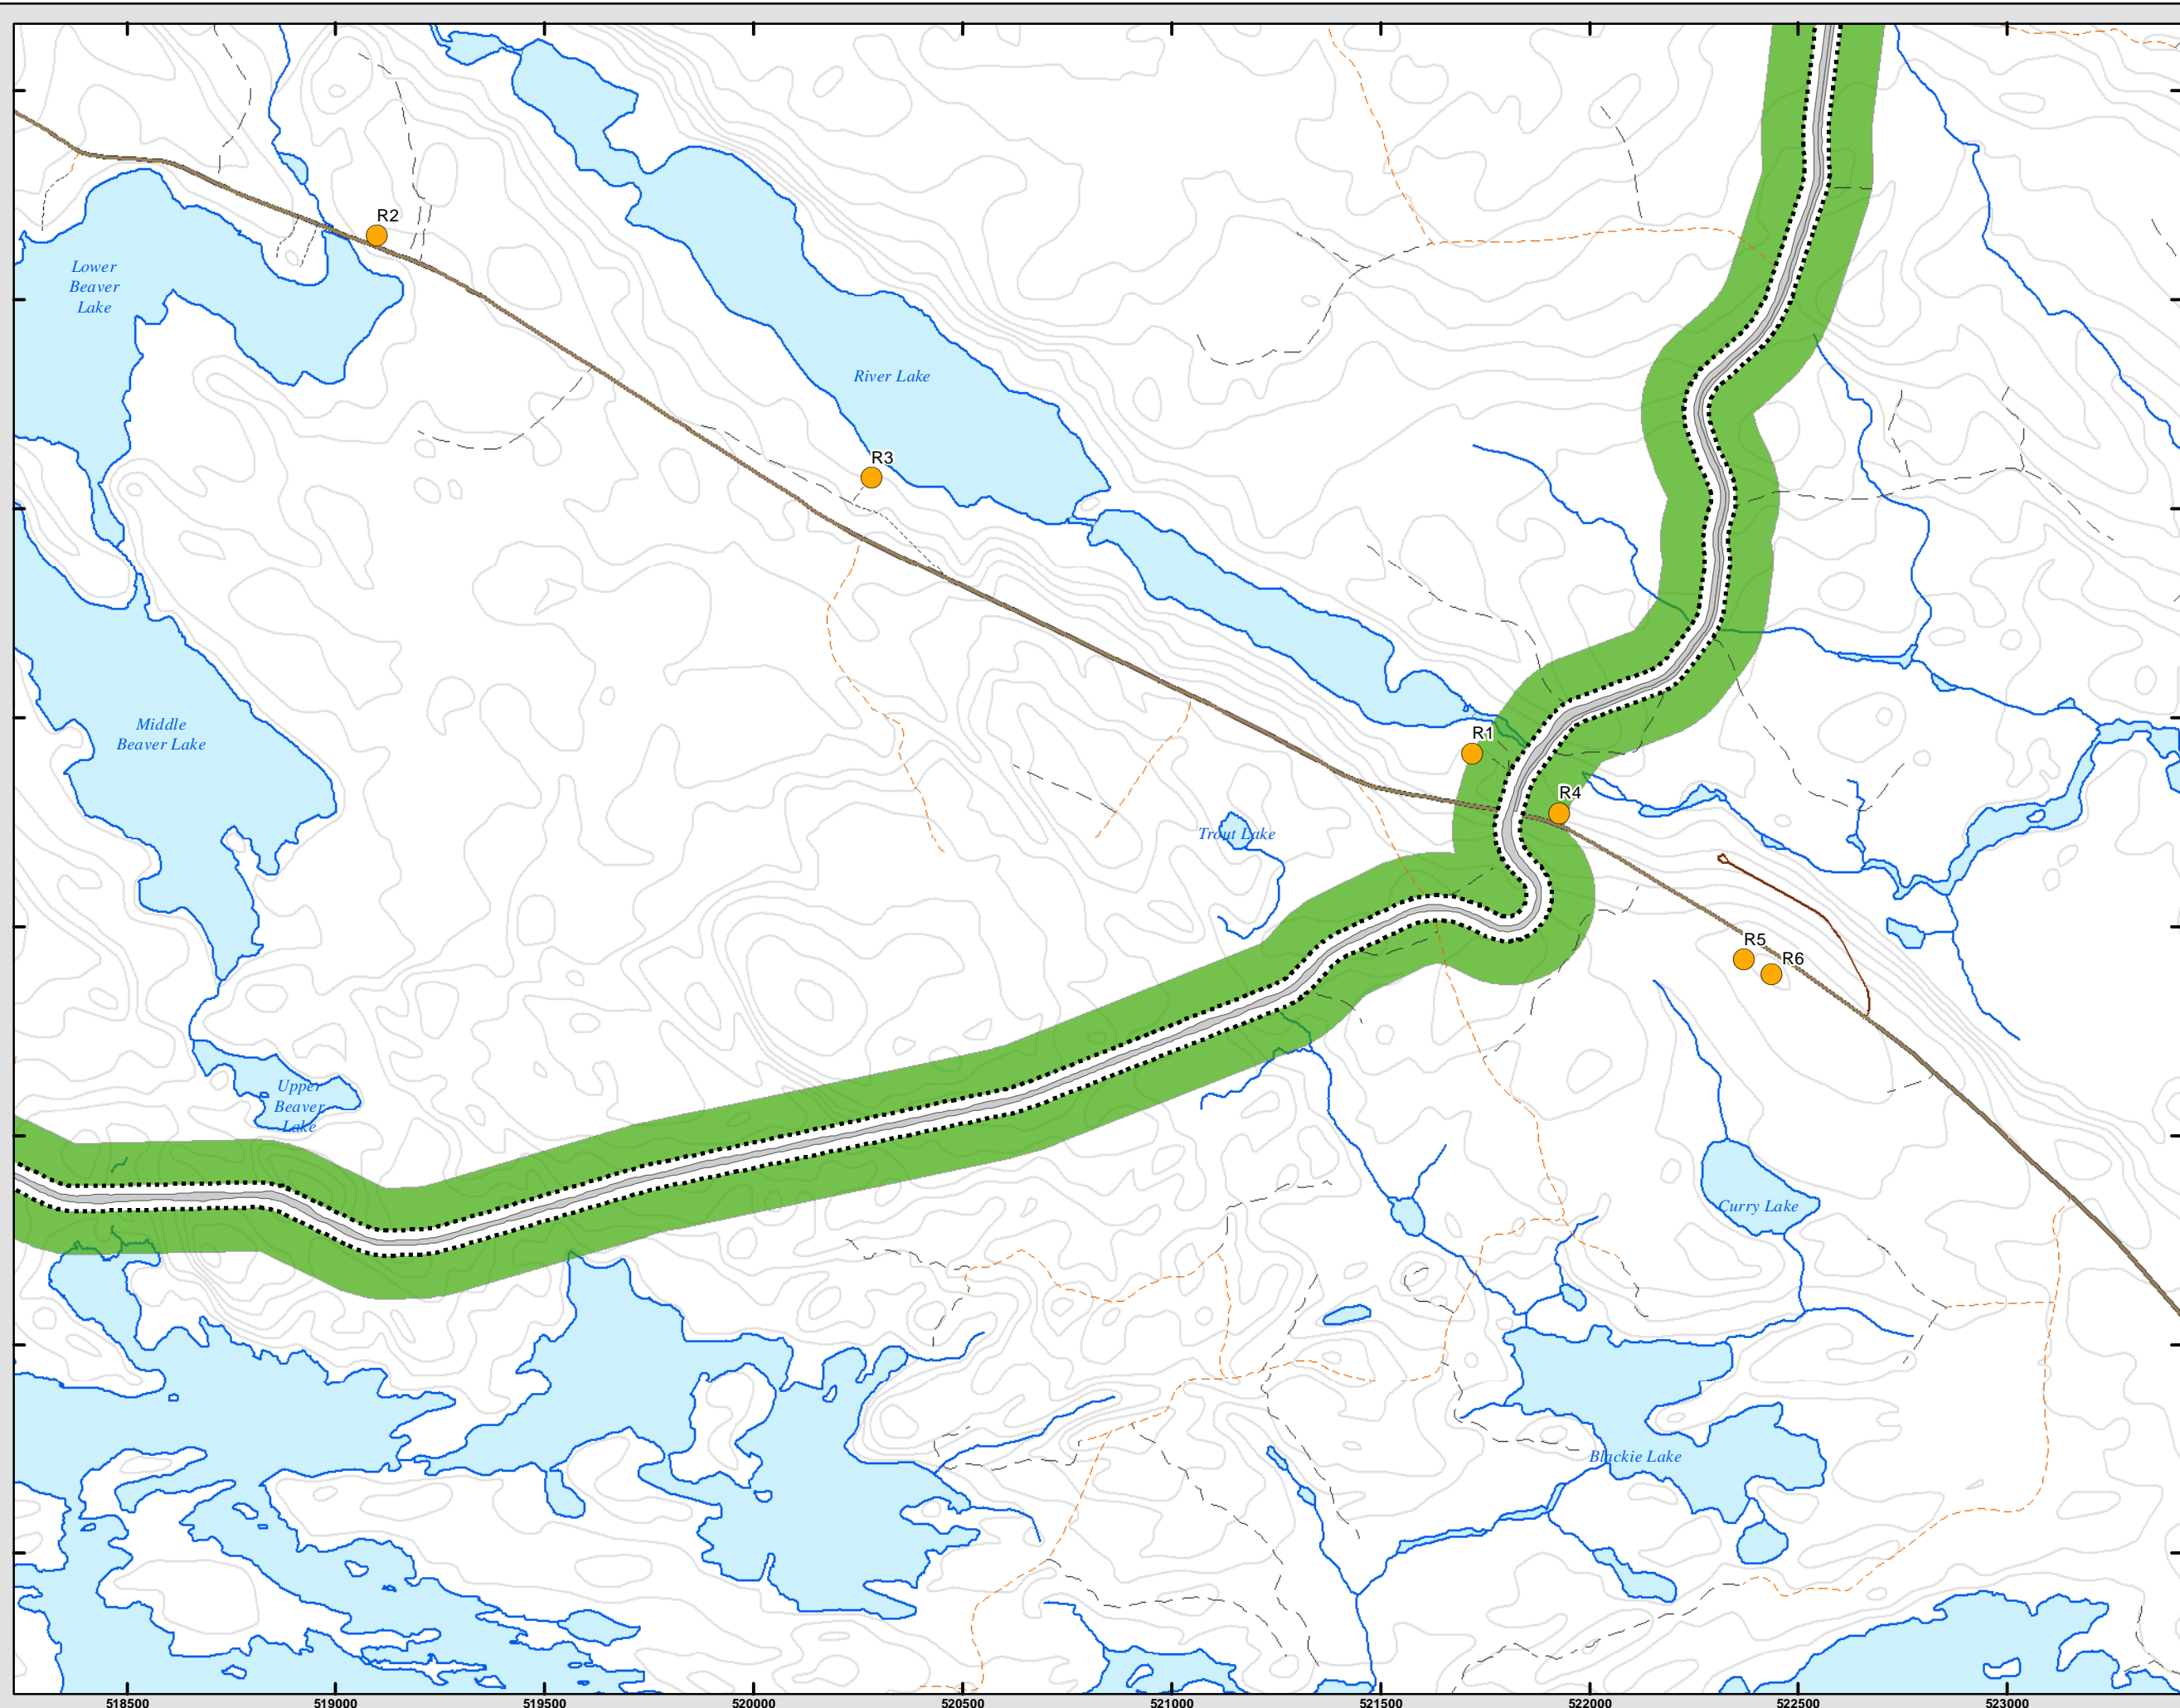 R2
Lower
Beaver
Lake
River Lake
R3
Middle
Beaver Lake
R1
R4
Trout Lake
R5
R6
Upper
Beaver
Lake
Curry Lake
Blackie Lake
518500 519000 519500 520000 520500 521000 521500 522000 522500 523000